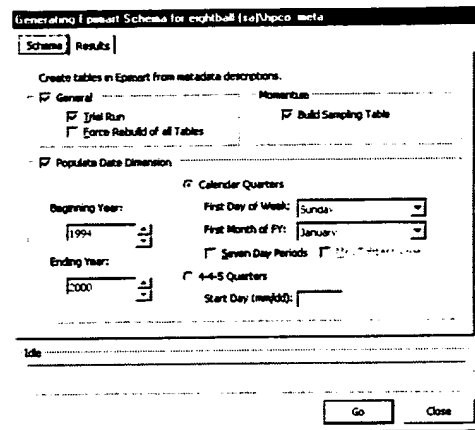 Generating Epmart Schema for eightball (sa)\hpco_meta
Schema Results
Create tables in Epmart from metadata descriptions.
General
Trial Run
Force Rebuild of all Tables
Momentum
Build Sampling Table
Populate Date Dimension
Calendar Quarters
Beginning Year:
1994
Ending Year:
2000
First Day of Week: Sunday
First Month of FY: January
Seven Day Periods
4-4-5 Quarters
Start Day (mm/dd):
Idle
Go Close